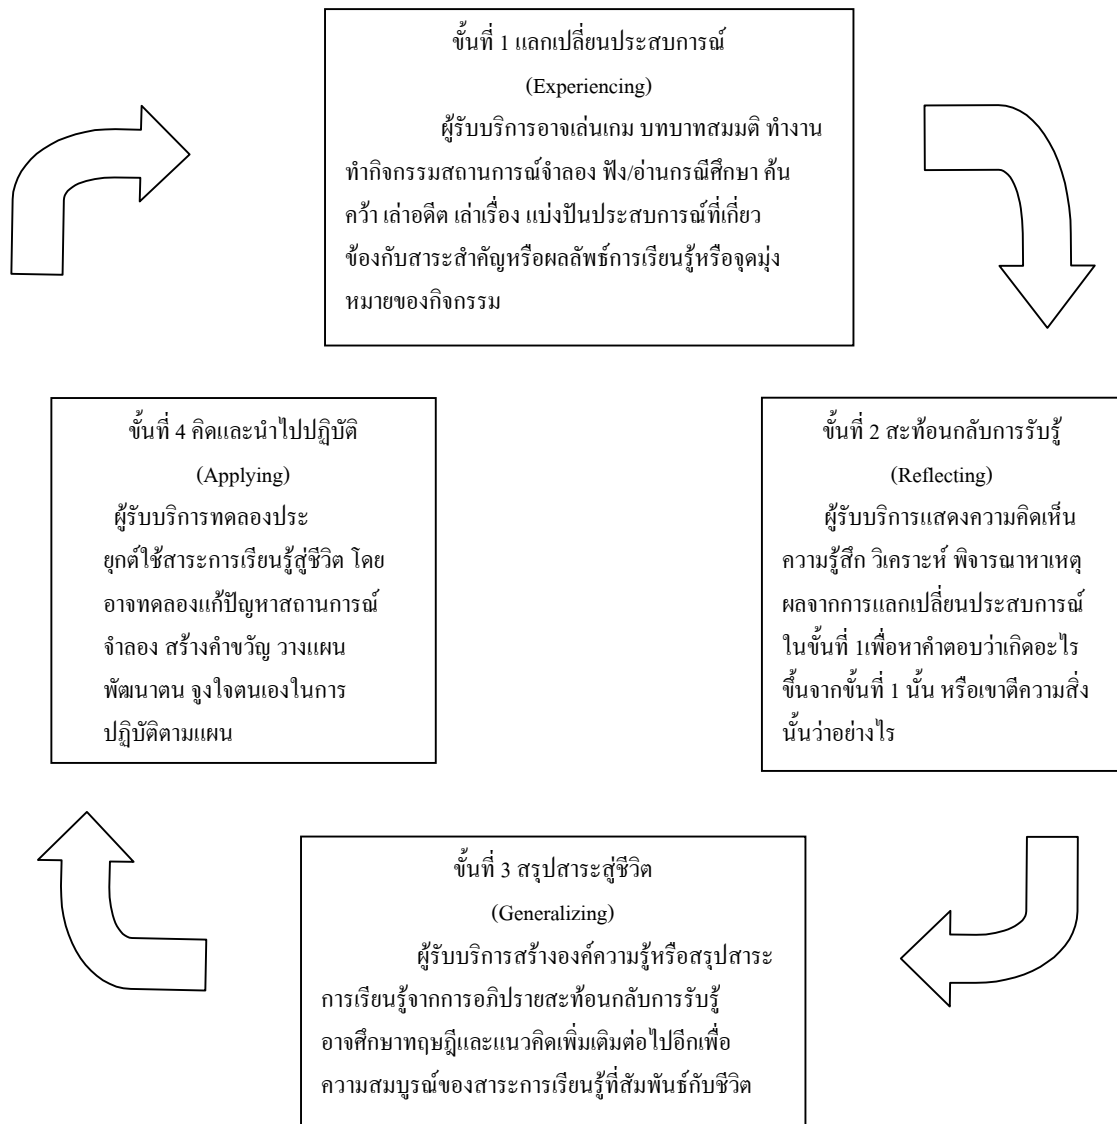 ขั้นที่ 1 แลกเปลี่ยนประสบการณ์
(Experiencing)
ผู้รับบริการอาจเล่นเกม บทบาทสมมติ ทำงาน
ทำกิจกรรมสถานการณ์จำลอง ฟัง/อ่านกรณีศึกษา ค้น
คว้า เล่าอดีต เล่าเรื่อง แบ่งปันประสบการณ์ที่เกี่ยว
ข้องกับสาระสำคัญหรือผลลัพธ์การเรียนรู้หรือจุดมุ่ง
หมายของกิจกรรม
ขั้นที่ 2 สะท้อนกลับการรับรู้
(Reflecting)
ผู้รับบริการแสดงความคิดเห็น
ความรู้สึก วิเคราะห์ พิจารณาหาเหตุ
ผลจากการแลกเปลี่ยนประสบการณ์
ในขั้นที่ 1เพื่อหาคำตอบว่าเกิดอะไร
ขึ้นจากขั้นที่ 1 นั้น หรือเขาตีความสิ่ง
นั้นว่าอย่างไร
ขั้นที่ 3 สรุปสาระสู่ชีวิต
(Generalizing)
ผู้รับบริการสร้างองค์ความรู้หรือสรุปสาระ
การเรียนรู้จากการอภิปรายสะท้อนกลับการรับรู้
อาจศึกษาทฤษฎีและแนวคิดเพิ่มเติมต่อไปอีกเพื่อ
ความสมบูรณ์ของสาระการเรียนรู้ที่สัมพันธ์กับชีวิต
ขั้นที่ 4 คิดและนำไปปฏิบัติ
(Applying)
ผู้รับบริการทดลองประ
ยุกต์ใช้สาระการเรียนรู้สู่ชีวิต โดย
อาจทดลองแก้ปัญหาสถานการณ์
จำลอง สร้างคำขวัญ วางแผน
พัฒนาตน จูงใจตนเองในการ
ปฏิบัติตามแผน